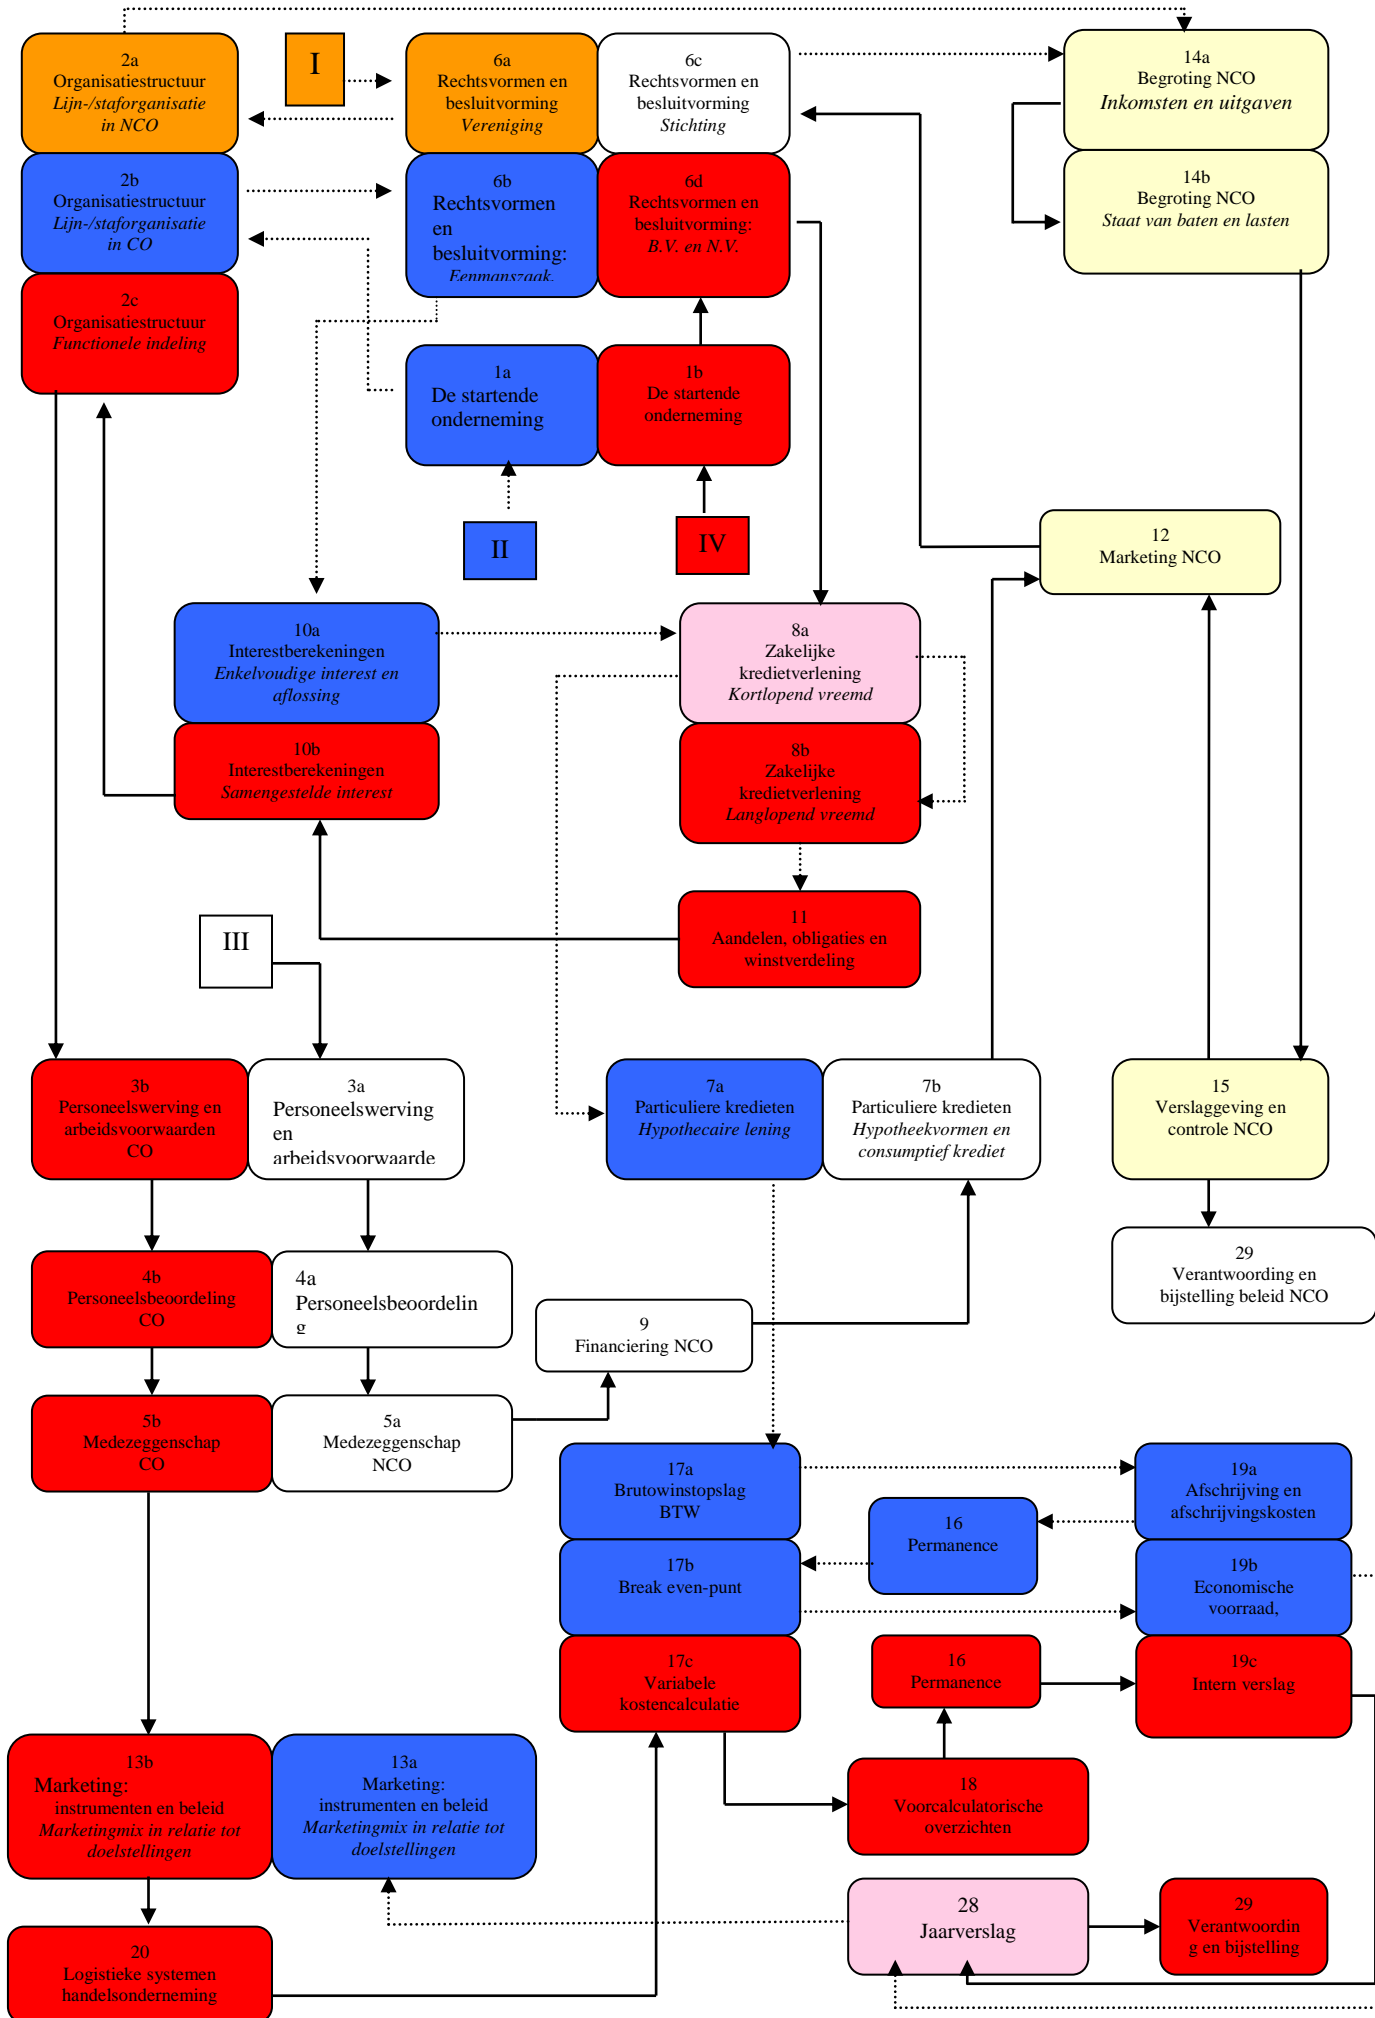 2a
Organisatiestructuur
Lijn-/staforganisatie
in NCO
I
6a
Rechtsvormen en
besluitvorming
Vereniging
6c
Rechtsvormen en
besluitvorming
Stichting
14a
Begroting NCO
Inkomsten en uitgaven
2b
Organisatiestructuur
Lijn-/staforganisatie
in CO
6b
Rechtsvormen
en
besluitvorming:
Eenmanszaak.
6d
Rechtsvormen en
besluitvorming:
B.V. en N.V.
14b
Begroting NCO
Staat van baten en lasten
2c
Organisatiestructuur
Functionele indeling
1a
De startende
onderneming
1b
De startende
onderneming
II
IV
12
Marketing NCO
10a
Interestberekeningen
Enkelvoudige interest en
aflossing
8a
Zakelijke
kredietverlening
Kortlopend vreemd
10b
Interestberekeningen
Samengestelde interest
8b
Zakelijke
kredietverlening
Langlopend vreemd
11
Aandelen, obligaties en
winstverdeling
III
3b
Personeelswerving en
arbeidsvoorwaarden
CO
3a
Personeelswerving
en
arbeidsvoorwaarde
7a
Particuliere kredieten
Hypothecaire lening
7b
Particuliere kredieten
Hypotheekvormen en
consumptief krediet
15
Verslaggeving en
controle NCO
4b
Personeelsbeoordeling
CO
4a
Personeelsbeoordelin
g
9
Financiering NCO
29
Verantwoording en
bijstelling beleid NCO
5b
Medezeggenschap
CO
5a
Medezeggenschap
NCO
17a
Brutowinstopslag
BTW
19a
Afschrijving en
afschrijvingskosten
16
Permanence
17b
Break even-punt
19b
Economische
voorraad,
17c
Variabele
kostencalculatie
16
Permanence
19c
Intern verslag
13b
Marketing:
instrumenten en beleid
Marketingmix in relatie tot
doelstellingen
13a
Marketing:
instrumenten en beleid
Marketingmix in relatie tot
doelstellingen
18
Voorcalculatorische
overzichten
28
Jaarverslag
29
Verantwoordin
g en bijstelling
20
Logistieke systemen
handelsonderneming